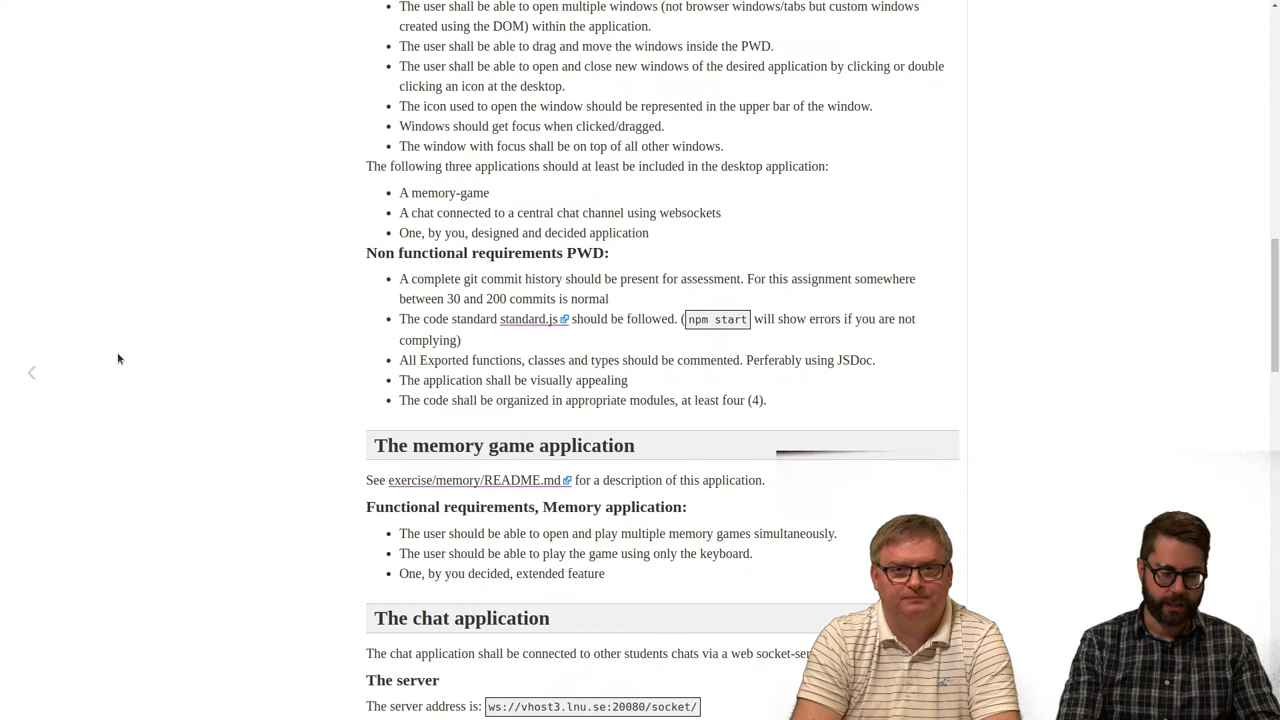 The user shall be able to open multiple windows (not browser windows/tabs but custom windows
created using the DOM) within the application.
The user shall be able to drag and move the windows inside the PWD.
The user shall be able to open and close new windows of the desired application by clicking or double
clicking an icon at the desktop.
The icon used to open the window should be represented in the upper bar of the window.
Windows should get focus when clicked/dragged.
The window with focus shall be on top of all other windows.
The following three applications should at least be included in the desktop application:
A memory-game
A chat connected to a central chat channel using websockets
One, by you, designed and decided application
Non functional requirements PWD:
A complete git commit history should be present for assessment. For this assignment somewhere
between 30 and 200 commits is normal
The code standard standard.js should be followed. (npm start will show errors if you are not
complying)
All Exported functions, classes and types should be commented. Perferably using JSDoc.
The application shall be visually appealing
The code shall be organized in appropriate modules, at least four (4).
The memory game application
See exercise/memory/README.md for a description of this application.
Functional requirements, Memory application:
The user should be able to open and play multiple memory games simultaneously.
The user should be able to play the game using only the keyboard.
One, by you decided, extended feature
The chat application
The chat application shall be connected to other students chats via a web socket-ser
The server
The server address is: ws://vhost3.lnu.se:20080/socket/